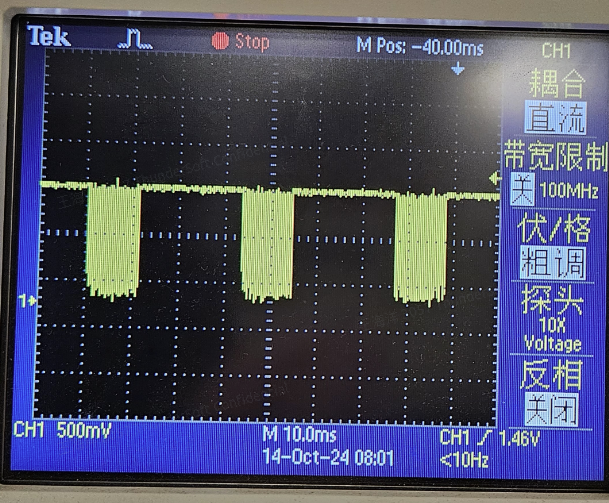 Tek Stop M Pos: -40.00ms CH1
耦合
直流
带宽限制
关 100MHz
伏/格
粗调
1
探头
10X
Voltage
反相
关闭
CH1 500mV M 10.0ms CH1 1.46V
14-Oct-24 08:01 <10Hz